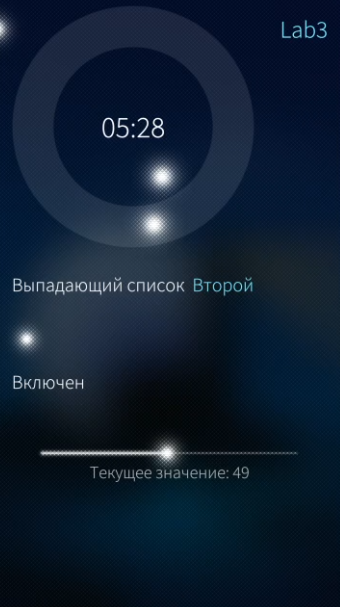 Lab3
05:28
Выпадающий список Второй
Включен
Текущее значение: 49